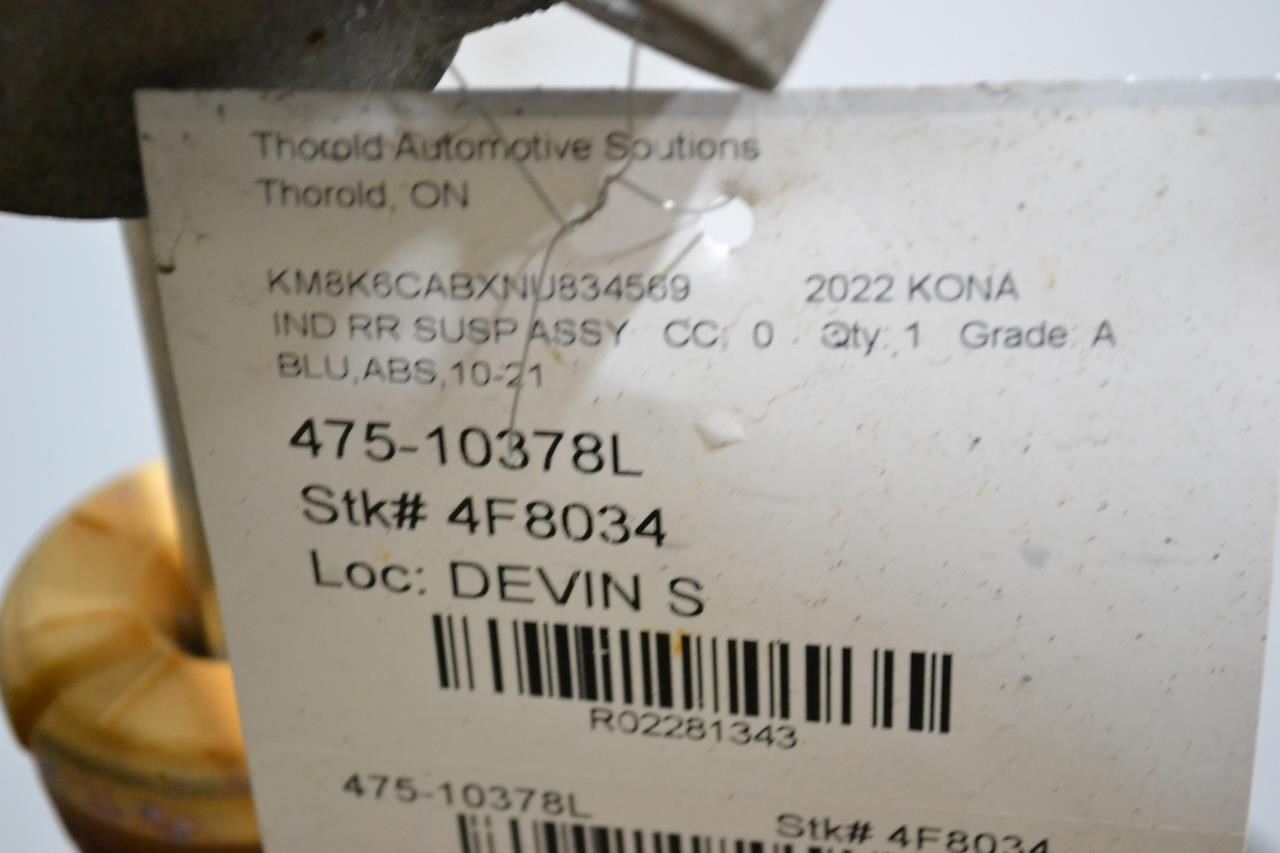 Thorold Automotive Soutions
Thorold, ON
KM8K6CABXNU834569 2022 KONA
IND RR SUSP ASSY CC: 0 Qty: 1 Grade: A
BLU,ABS,10-21
475-10378L
Stk# 4F8034
Loc: DEVIN S
R02281343
475-10378L Stk# 4F8034